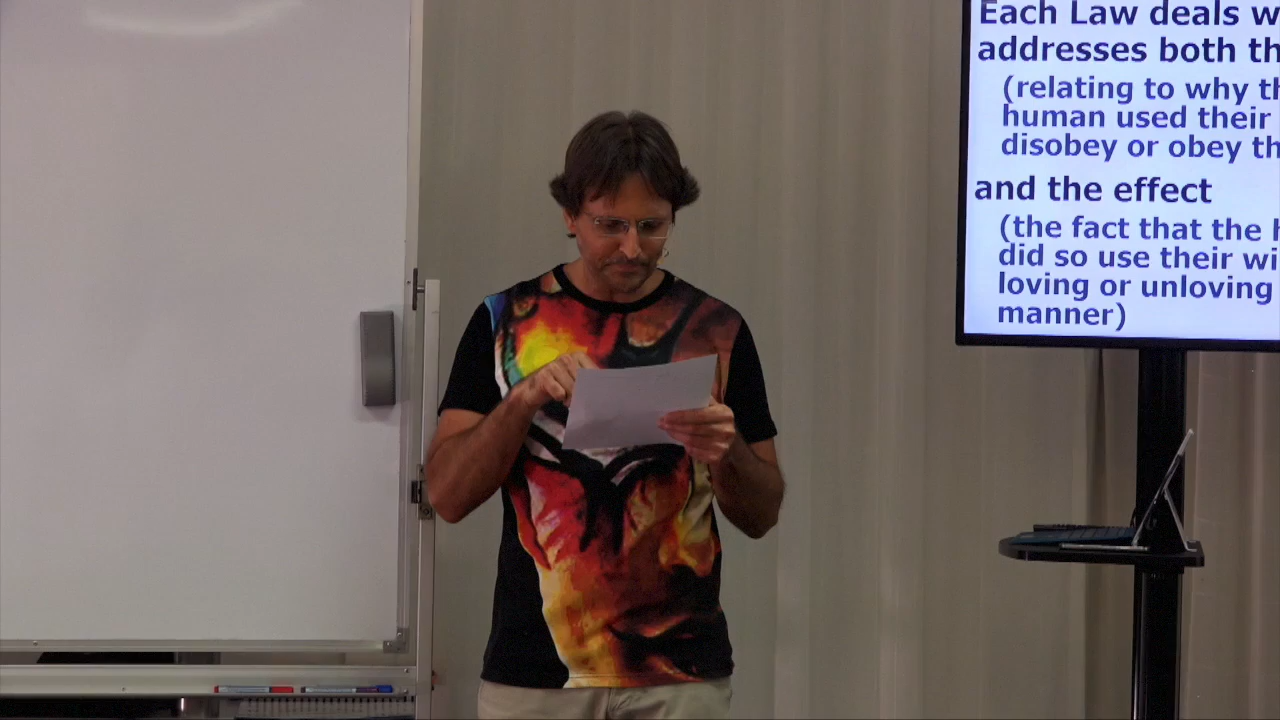 Each Law deals w
addresses both th
(relating to why th
human used their
disobey or obey th
and the effect
(the fact that the h
did so use their wi
loving or unloving
manner)